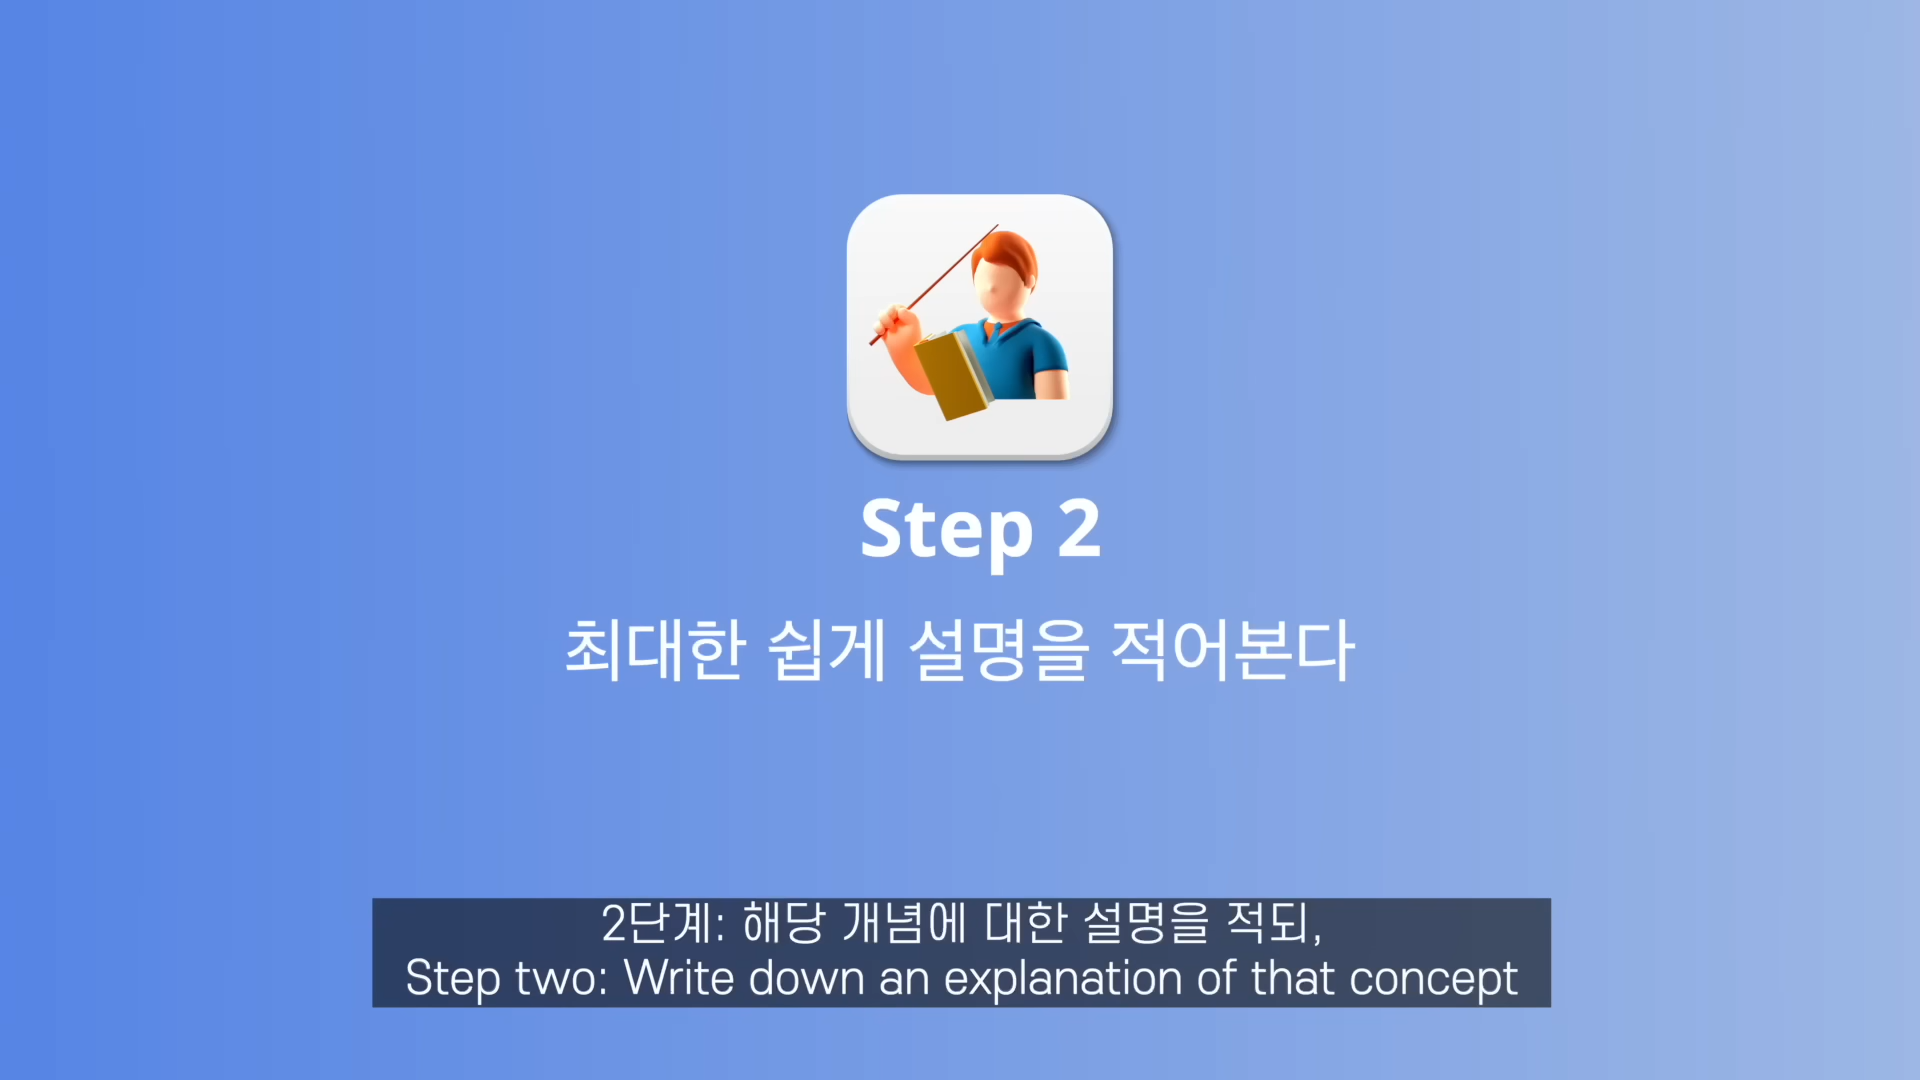 Step 2
최대한 쉽게 설명을 적어본다
2단계: 해당 개념에 대한 설명을 적되,
Step two: Write down an explanation of that concept